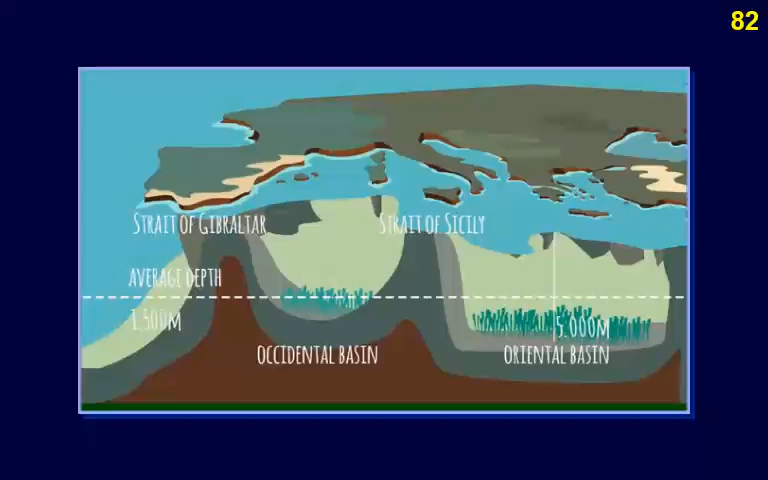 82
STRAIT OF GIBRALTAR
STRAIT OF SICILY
AVERAGE DEPTH
1.500M
5.000M
OCCIDENTAL BASIN
ORIENTAL BASIN